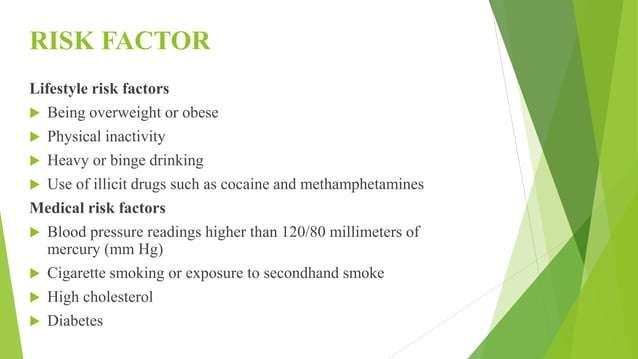 RISK FACTOR
Lifestyle risk factors
Being overweight or obese
Physical inactivity
Heavy or binge drinking
Use of illicit drugs such as cocaine and methamphetamines
Medical risk factors
Blood pressure readings higher than 120/80 millimeters of
mercury (mm Hg)
Cigarette smoking or exposure to secondhand smoke
High cholesterol
Diabetes